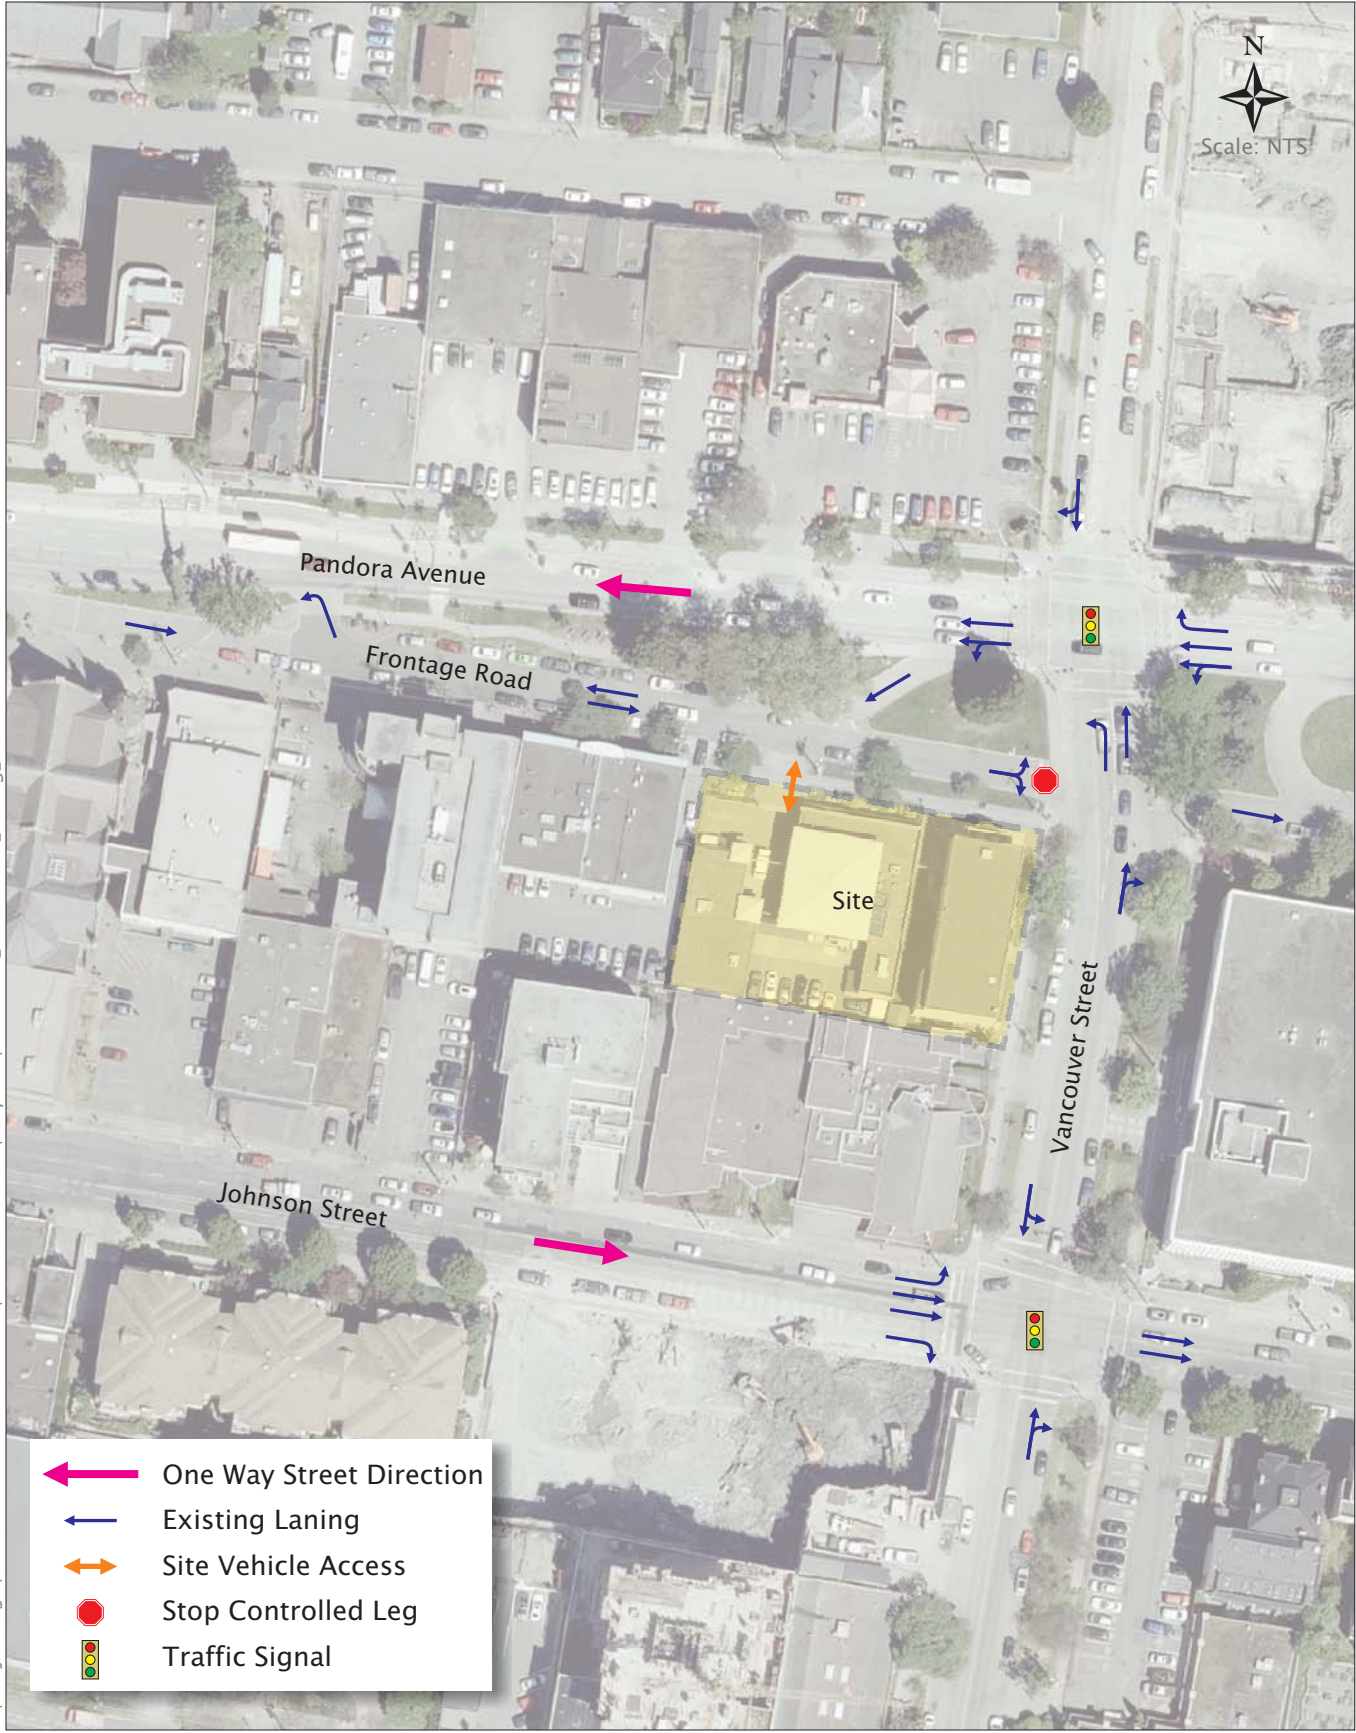 N
Scale: NTS
Pandora Avenue
Frontage Road
Site
Vancouver Street
Johnson Street
One Way Street Direction
Existing Laning
Site Vehicle Access
Stop Controlled Leg
Traffic Signal